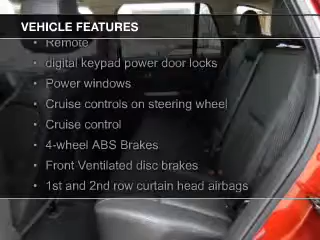 VEHICLE FEATURES
• Remote
• digital keypad power door locks
• Power windows
• Cruise controls on steering wheel
• Cruise control
• 4-wheel ABS Brakes
• Front Ventilated disc brakes
• 1st and 2nd row curtain head airbags